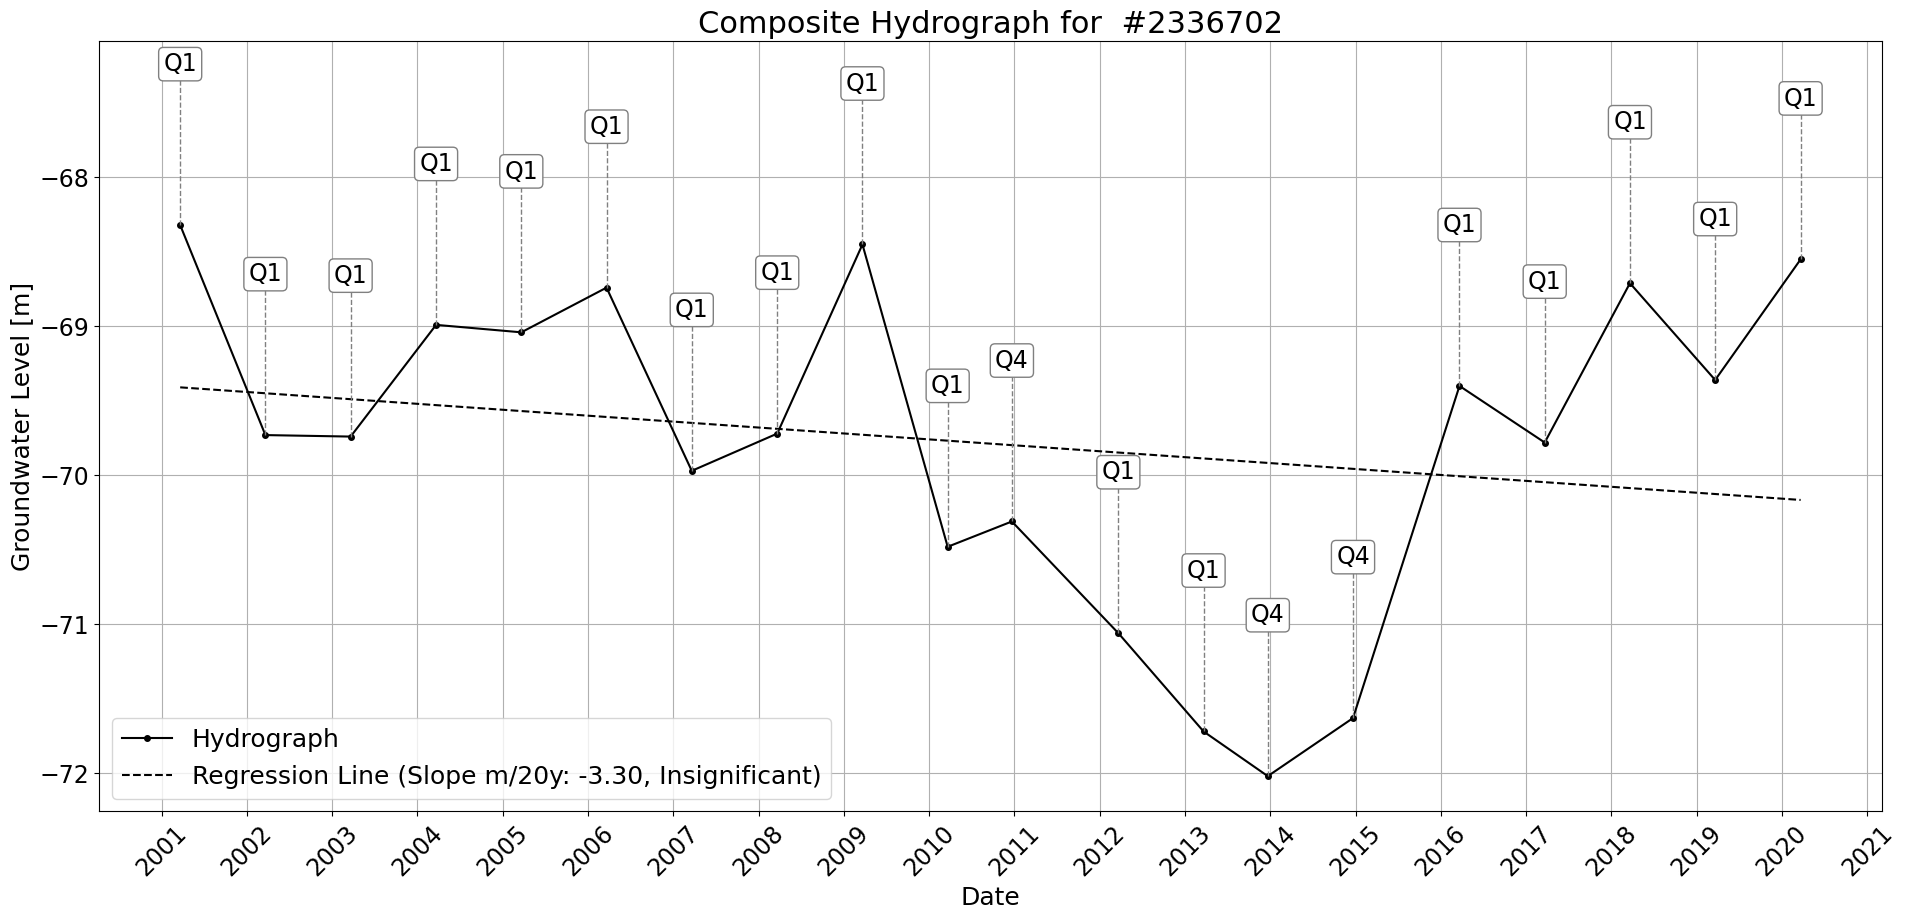 Composite Hydrograph for  #2336702
Q1
Q1
Q1
Q1
Q1
Q1
Q1
Q1
Q1
Q1
Q4
Q1
Q1
Q4
Q4
Q1
Q1
Q1
Q1
Q1
Groundwater Level [m]
−68
−69
−70
−71
−72
Hydrograph
Regression Line (Slope m/20y: -3.30, Insignificant)
2001
2002
2003
2004
2005
2006
2007
2008
2009
2010
2011
2012
2013
2014
2015
2016
2017
2018
2019
2020
2021
Date